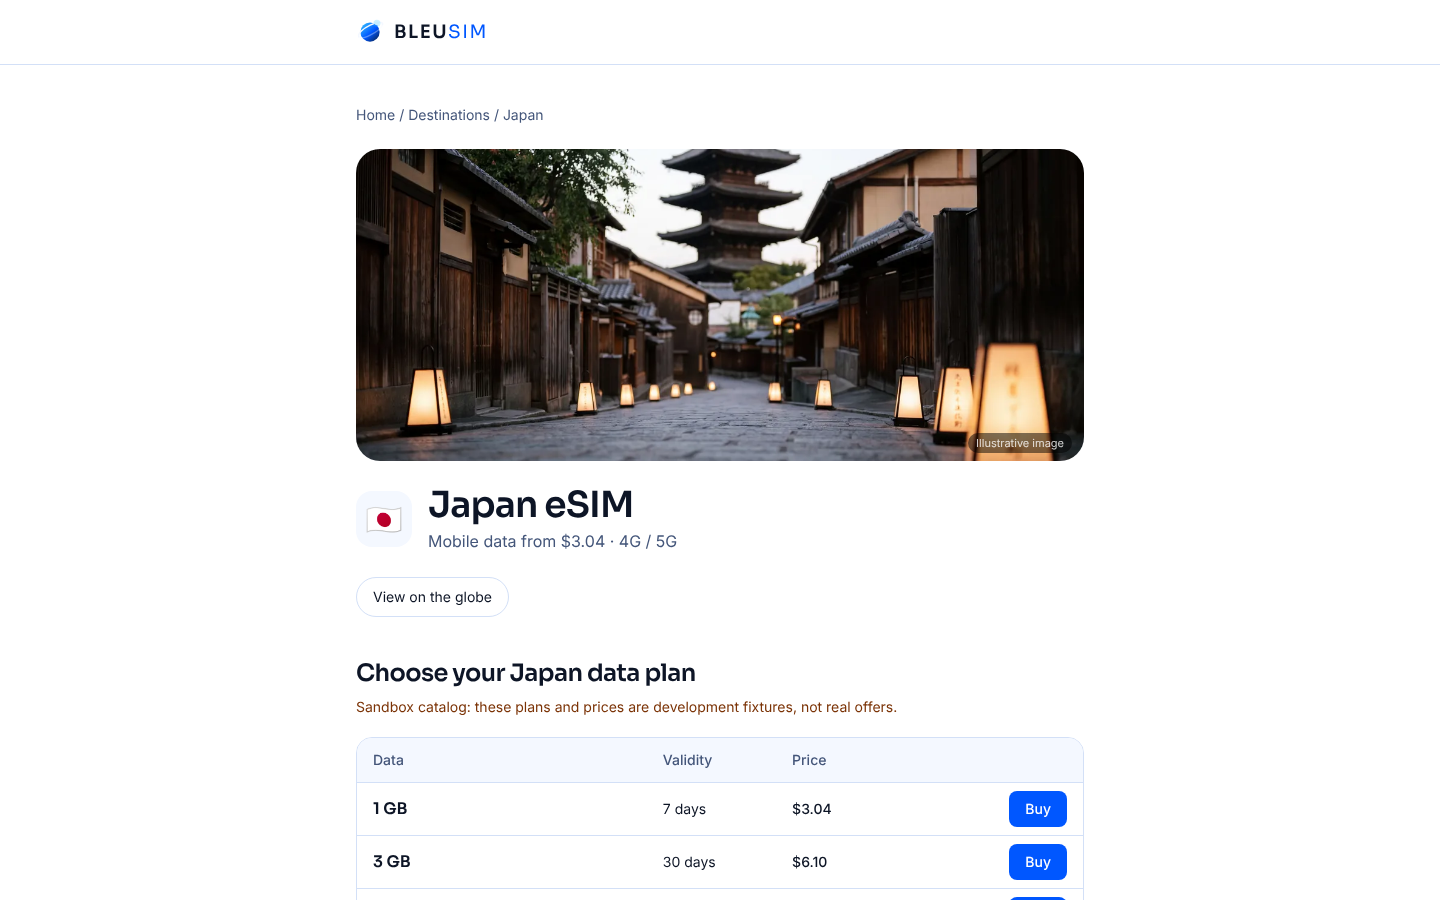 BLEUSIM
Home / Destinations / Japan
Illustrative image
Japan eSIM
Mobile data from $3.04 · 4G / 5G
View on the globe
Choose your Japan data plan
Sandbox catalog: these plans and prices are development fixtures, not real offers.
Data Validity Price
1 GB 7 days $3.04 Buy
3 GB 30 days $6.10 Buy